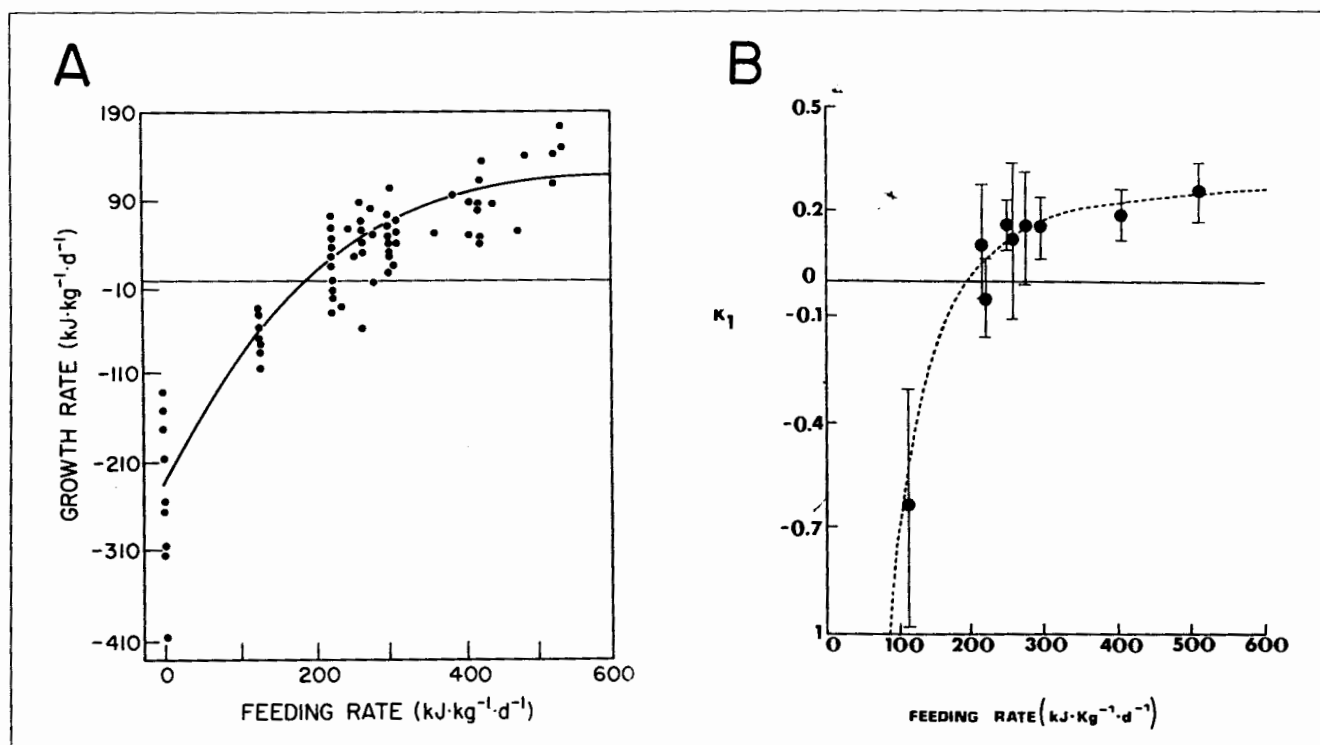 A
190
90
-10
-110
-210
-310
-410
GROWTH RATE (kJ·kg⁻¹·d⁻¹)
0 200 400 600
FEEDING RATE (kJ·kg⁻¹·d⁻¹)
B
0.5
0.2
0
-0.1
-0.4
-0.7
1
K₁
0 100 200 300 400 500 600
FEEDING RATE (kJ·Kg⁻¹·d⁻¹)